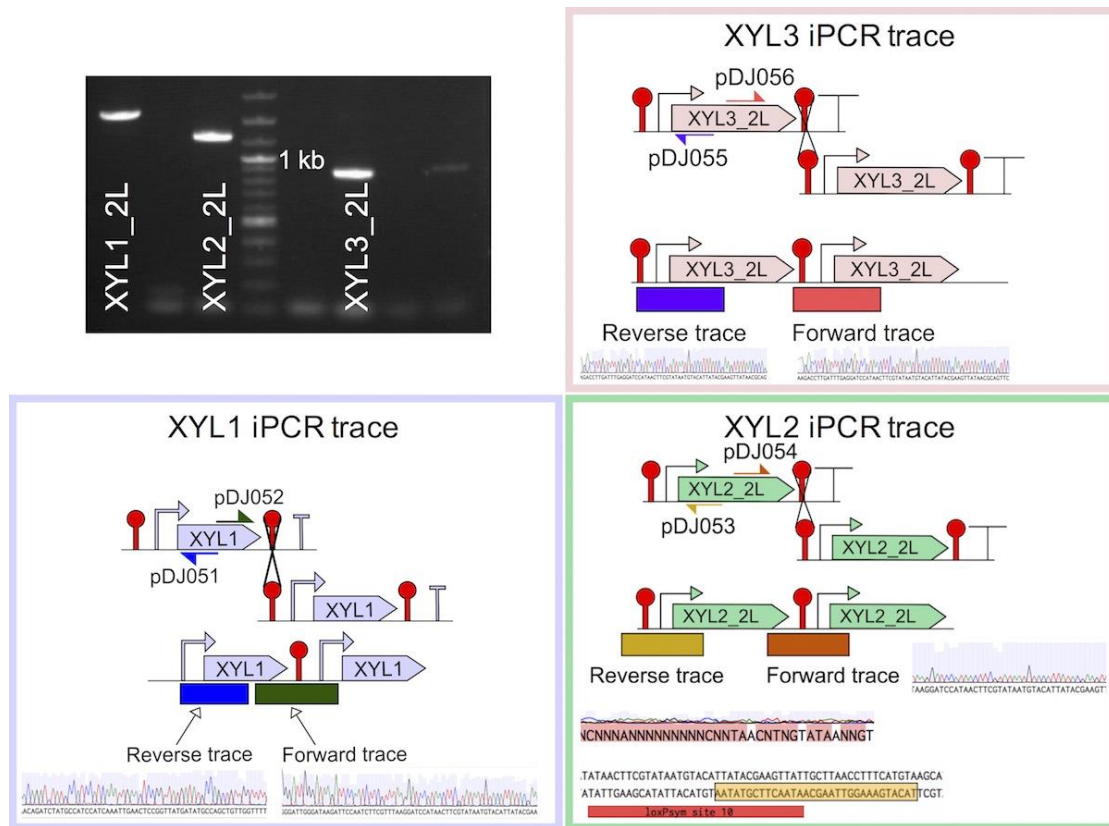 XYL1_2L
XYL2_2L
1 kb
XYL3_2L
XYL3 iPCR trace
pDJ056
XYL3_2L
pDJ055
XYL3_2L
XYL3_2L
XYL3_2L
Reverse trace
Forward trace
XYL1 iPCR trace
pDJ052
XYL1
pDJ051
XYL1
XYL1
XYL1
Reverse trace
Forward trace
XYL2 iPCR trace
pDJ054
XYL2_2L
pDJ053
XYL2_2L
XYL2_2L
XYL2_2L
Reverse trace
Forward trace
TAAGGATCCATAACTTCGTATAATGTACATTATACGAAGTT
NCNNNANNNNNNNNNNCNNTAACNTNGTATAANNGT
.TATAACTTCGTATAATGTACATTATACGAAGTTATTGCTTAACCTTTCATGTAAGCA
ATATTGAAGCATATTACATGTAATATGCTTCAATAACGAATTGGAAAGTACATTCGT.
loxPsym site 10